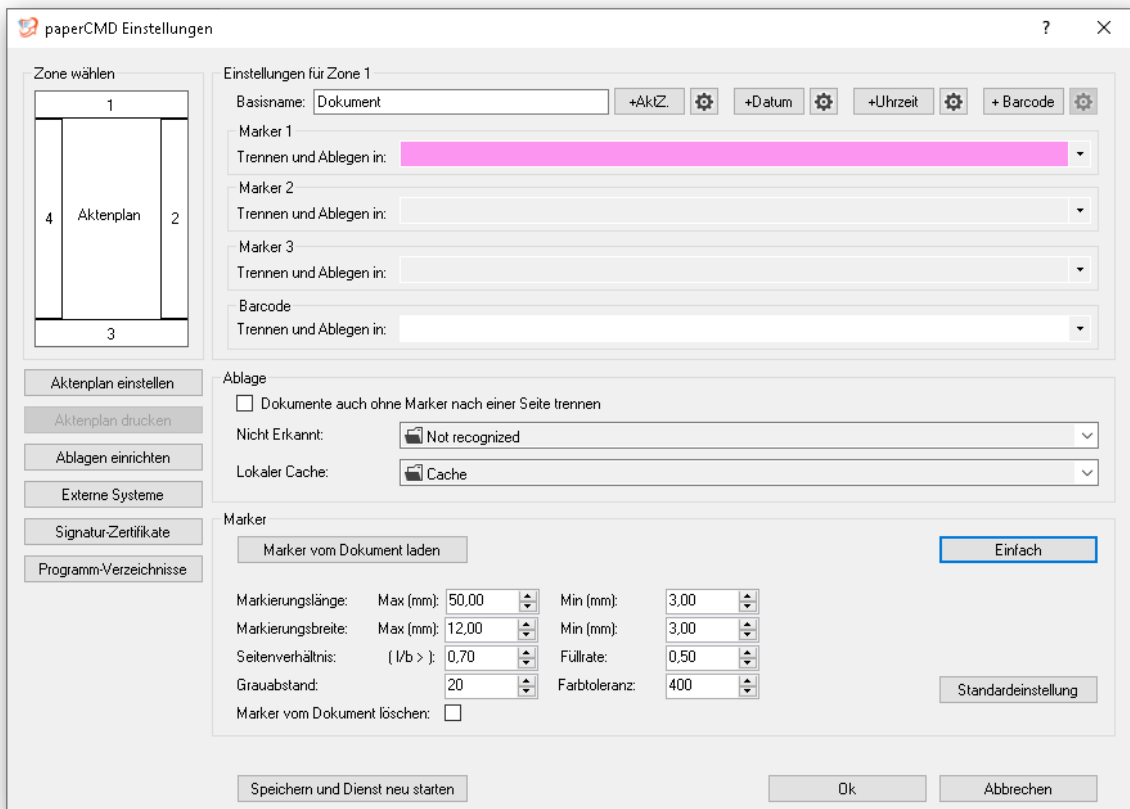 paperCMD Einstellungen
?
Zone wählen
1
4
Aktenplan
2
3
Aktenplan einstellen
Aktenplan drucken
Ablagen einrichten
Externe Systeme
Signatur-Zertifikate
Programm-Verzeichnisse
Einstellungen für Zone 1
Basisname: Dokument +AktZ. +Datum +Uhrzeit + Barcode
Marker 1
Trennen und Ablegen in:
Marker 2
Trennen und Ablegen in:
Marker 3
Trennen und Ablegen in:
Barcode
Trennen und Ablegen in:
Ablage
Dokumente auch ohne Marker nach einer Seite trennen
Nicht Erkannt: Not recognized
Lokaler Cache: Cache
Marker
Marker vom Dokument laden Einfach
Markierungslänge: Max (mm): 50,00 Min (mm): 3,00
Markierungsbreite: Max (mm): 12,00 Min (mm): 3,00
Seitenverhältnis: ( l/b > ): 0,70 Füllrate: 0,50
Grauabstand: 20 Farbtoleranz: 400
Standardeinstellung
Marker vom Dokument löschen:
Speichern und Dienst neu starten Ok Abbrechen